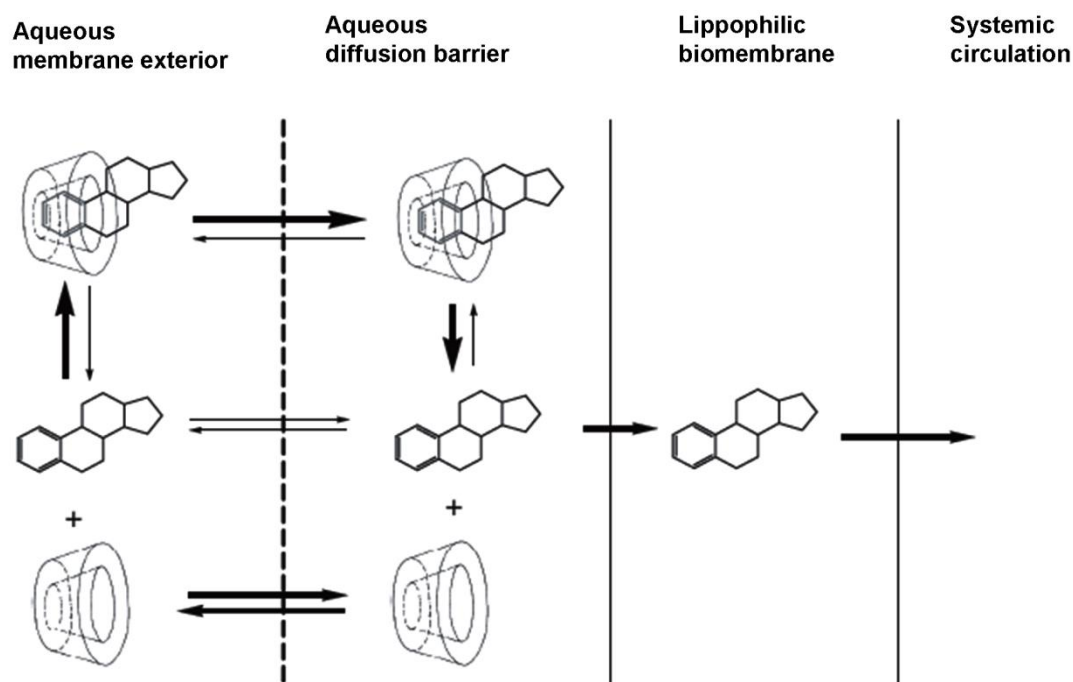 Aqueous
membrane exterior
Aqueous
diffusion barrier
Lippophilic
biomembrane
Systemic
circulation
+
+